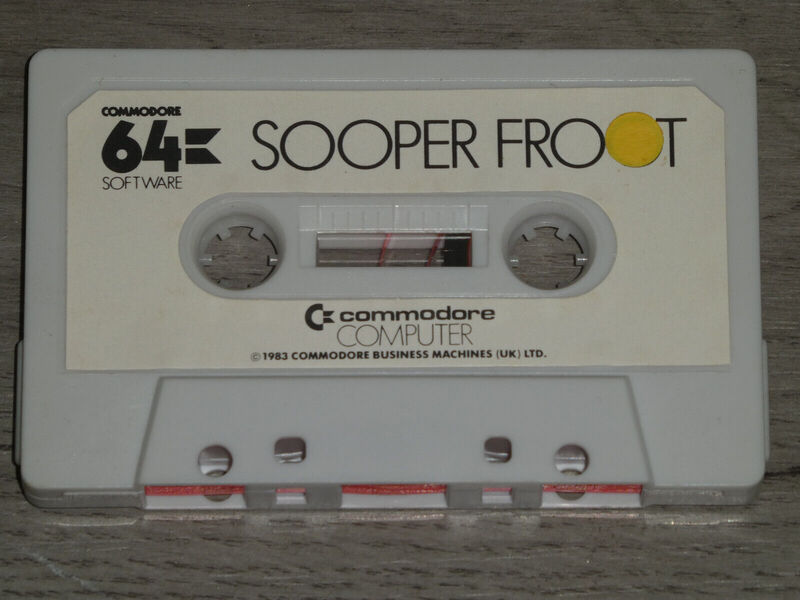 COMMODORE
64
SOFTWARE
SOOPER FROOT
commodore
COMPUTER
©1983 COMMODORE BUSINESS MACHINES (UK) LTD.